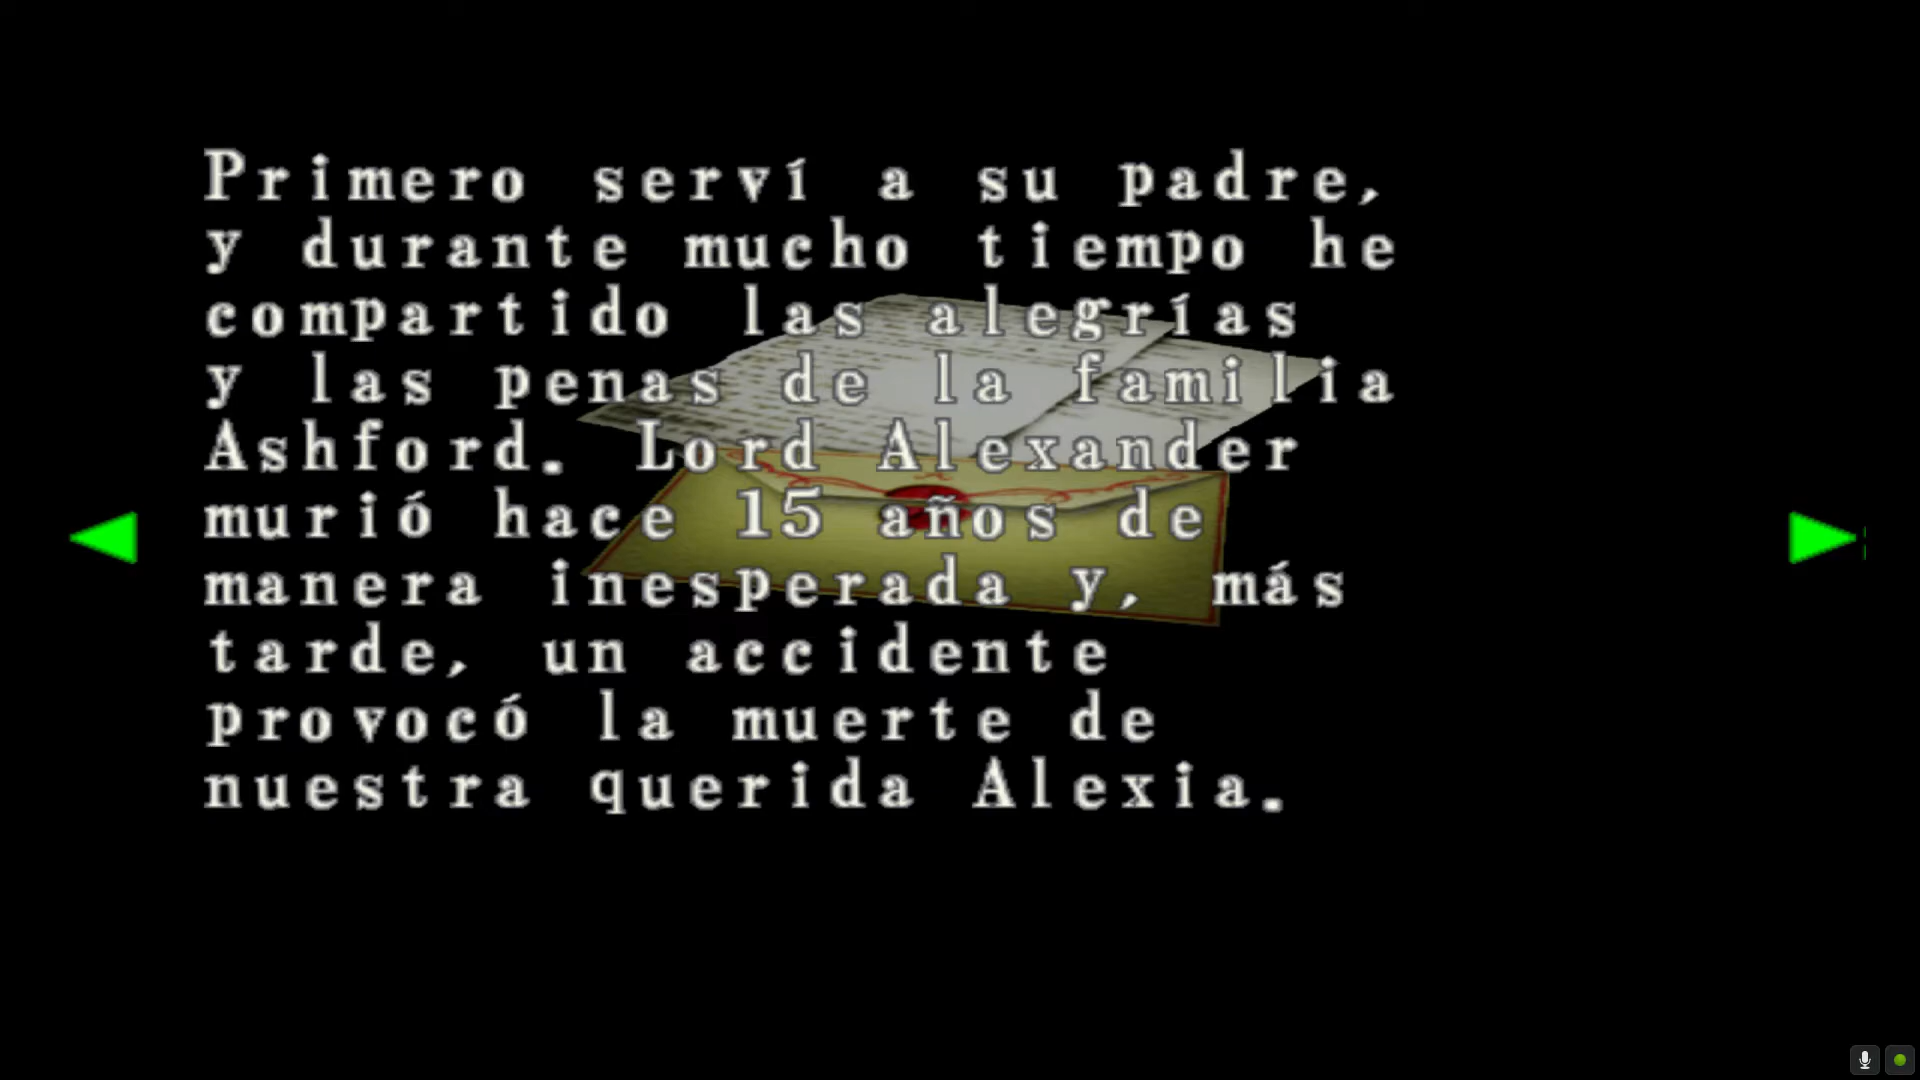 Primero serví a su padre,
y durante mucho tiempo he
compartido las alegrías
y las penas de la familia
Ashford. Lord Alexander
murió hace 15 años de
manera inesperada y, más
tarde, un accidente
provocó la muerte de
nuestra querida Alexia.